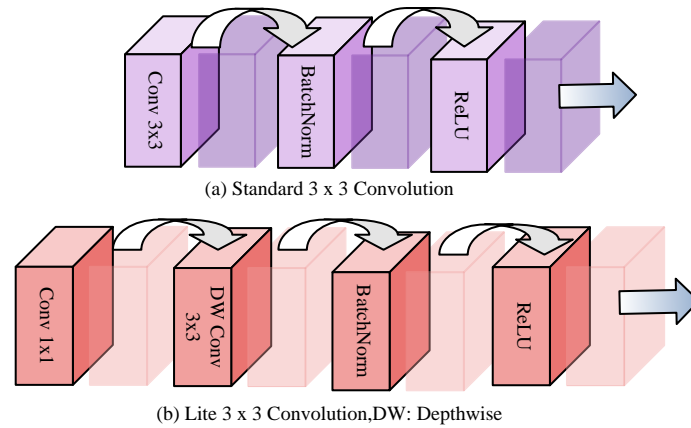 Conv 3x3
BatchNorm
ReLU
(a) Standard 3 x 3 Convolution
Conv 1x1
DW Conv
3x3
BatchNorm
ReLU
(b) Lite 3 x 3 Convolution,DW: Depthwise